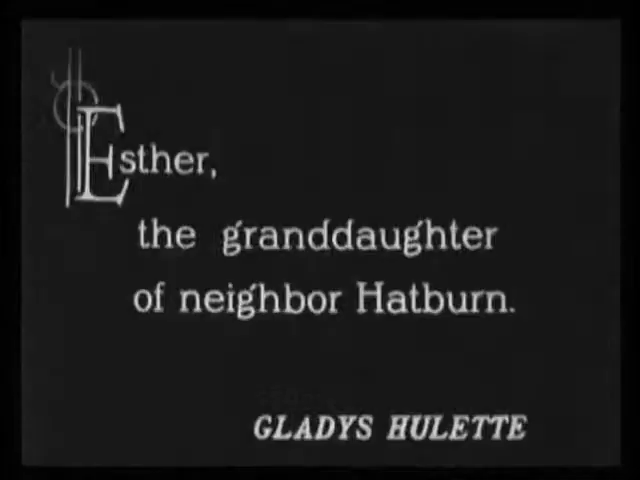 Esther,
the granddaughter
of neighbor Hatburn.
GLADYS HULETTE